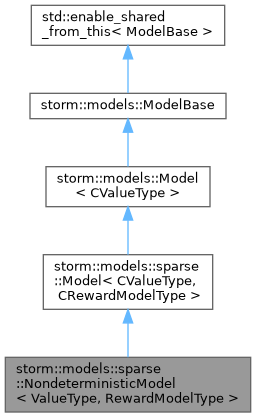 std::enable_shared
_from_this< ModelBase >
storm::models::ModelBase
storm::models::Model
< CValueType >
storm::models::sparse
::Model< CValueType,
CRewardModelType >
storm::models::sparse
::NondeterministicModel
< ValueType, RewardModelType >